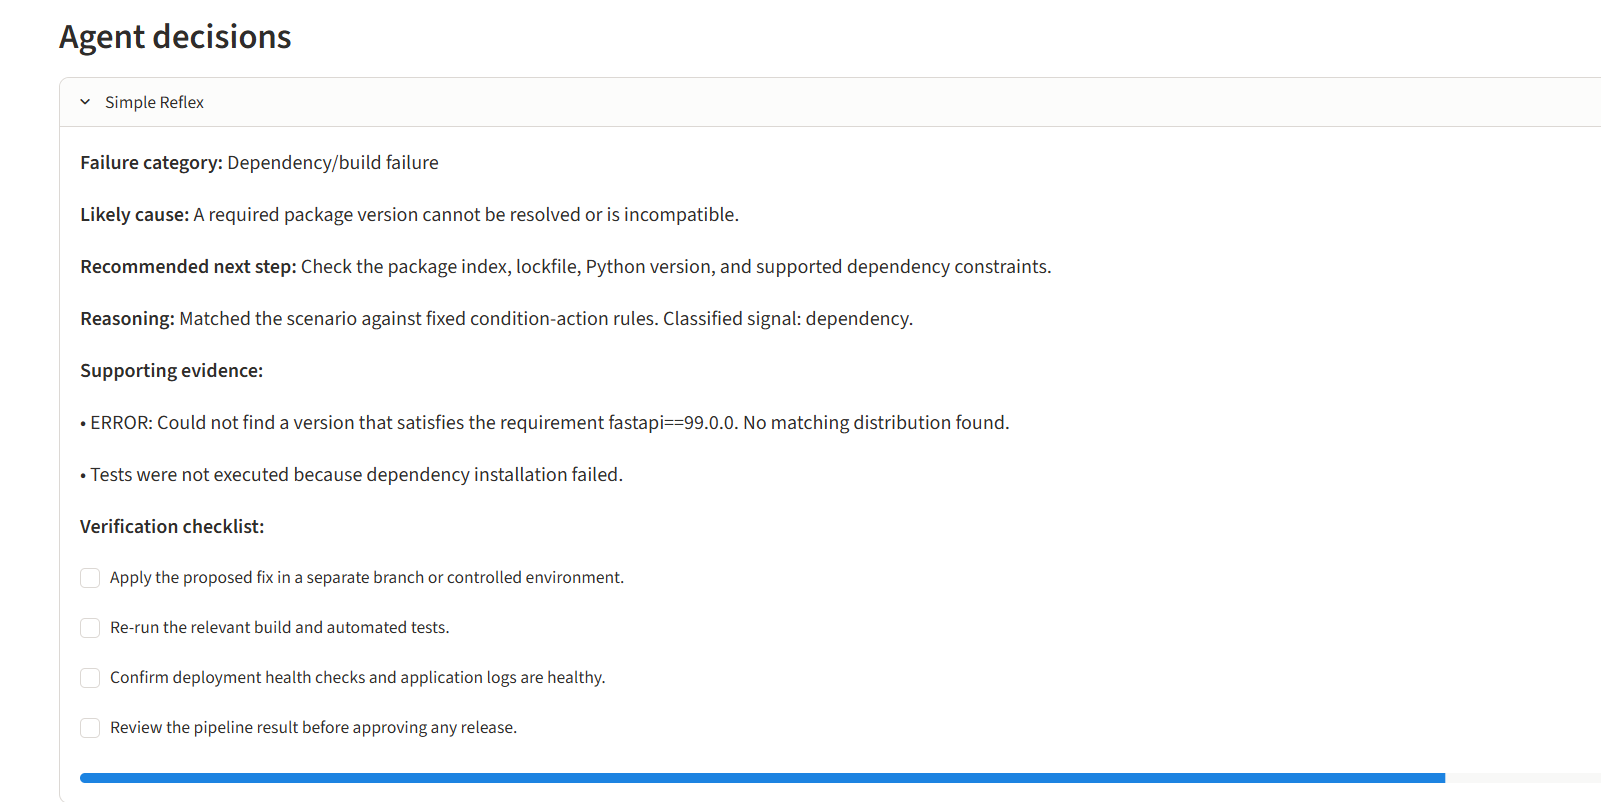 Agent decisions
Simple Reflex
Failure category: Dependency/build failure
Likely cause: A required package version cannot be resolved or is incompatible.
Recommended next step: Check the package index, lockfile, Python version, and supported dependency constraints.
Reasoning: Matched the scenario against fixed condition-action rules. Classified signal: dependency.
Supporting evidence:
• ERROR: Could not find a version that satisfies the requirement fastapi==99.0.0. No matching distribution found.
• Tests were not executed because dependency installation failed.
Verification checklist:
Apply the proposed fix in a separate branch or controlled environment.
Re-run the relevant build and automated tests.
Confirm deployment health checks and application logs are healthy.
Review the pipeline result before approving any release.